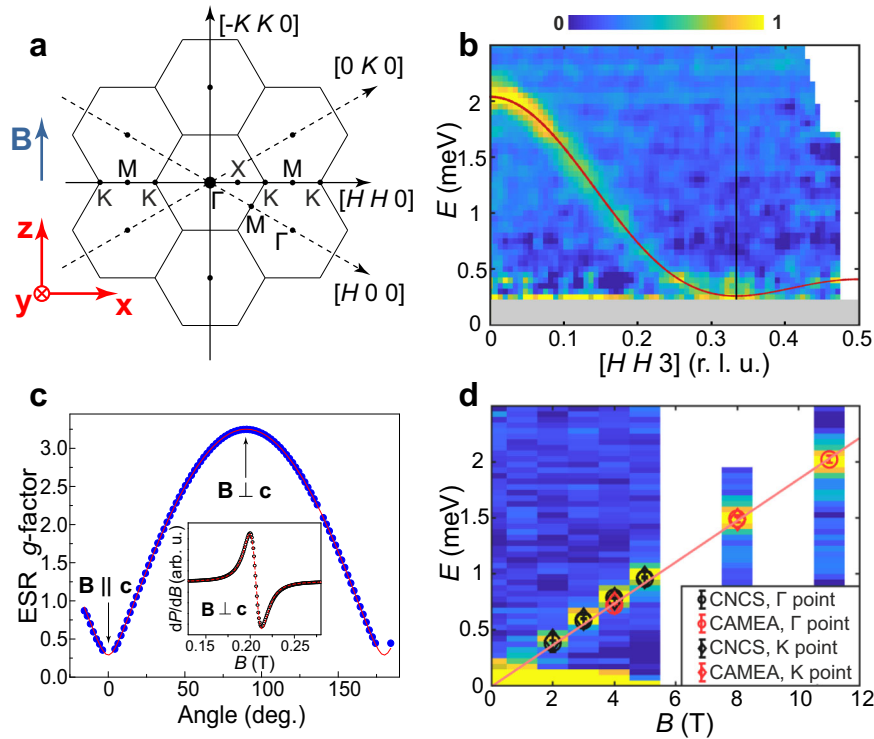 a
[-K K 0]
[0 K 0]
B
M
K
K
Γ
X
M
K
K
[H H 0]
M
Γ
z
y
x
[H 0 0]
0
1
b
E (meV)
2
1.5
1
0.5
0
0
0.1
0.2
0.3
0.4
0.5
[H H 3] (r. l. u.)
c
ESR g-factor
3.0
2.5
2.0
1.5
1.0
0.5
0.0
B ⊥ c
B || c
dP/dB (arb. u.)
B ⊥ c
0.15
0.20
0.25
B (T)
0
50
100
150
Angle (deg.)
d
E (meV)
2
1.5
1
0.5
0
CNCS, Γ point
CAMEA, Γ point
CNCS, K point
CAMEA, K point
0
2
4
6
8
10
12
B (T)